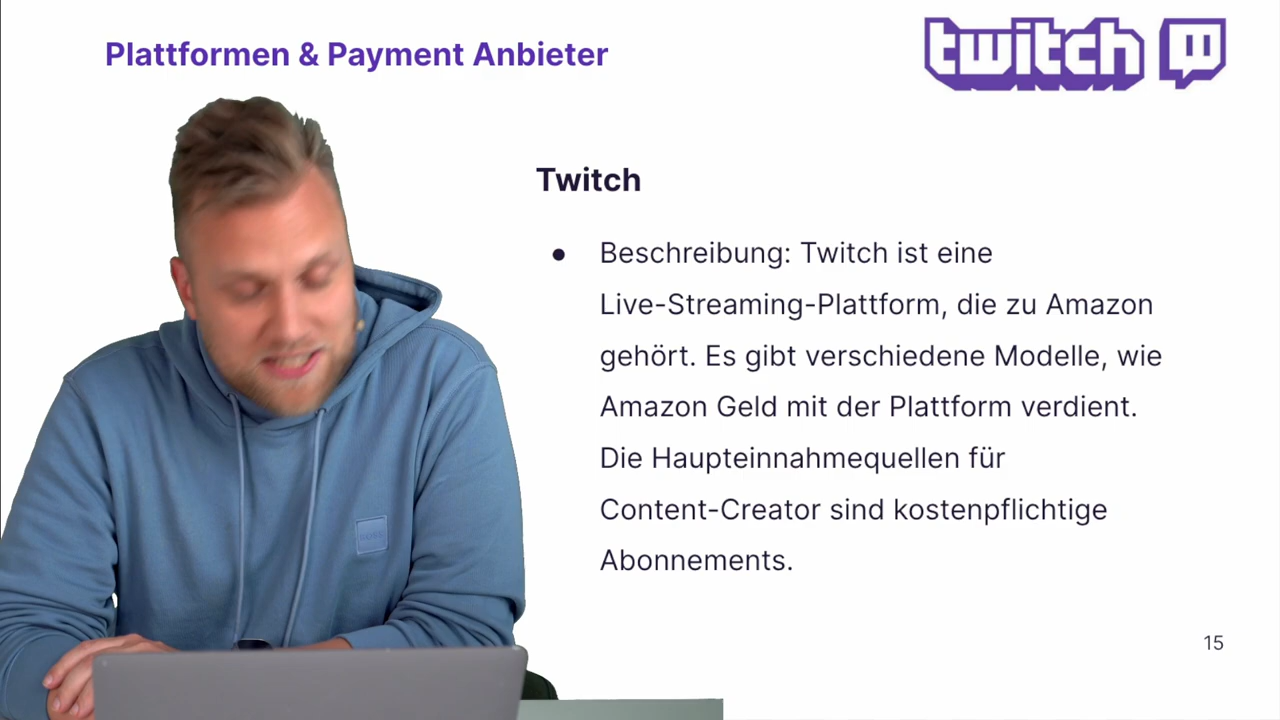 Plattformen & Payment Anbieter
twitch
Twitch
● Beschreibung: Twitch ist eine
Live-Streaming-Plattform, die zu Amazon
gehört. Es gibt verschiedene Modelle, wie
Amazon Geld mit der Plattform verdient.
Die Haupteinnahmequellen für
Content-Creator sind kostenpflichtige
Abonnements.
15